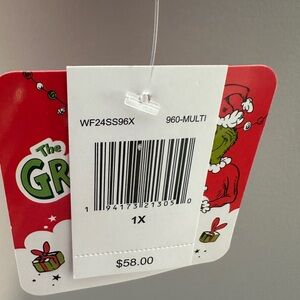 WF24SS96X 960-MULTI
The
GR
1 94173 21305 0
1X
$58.00